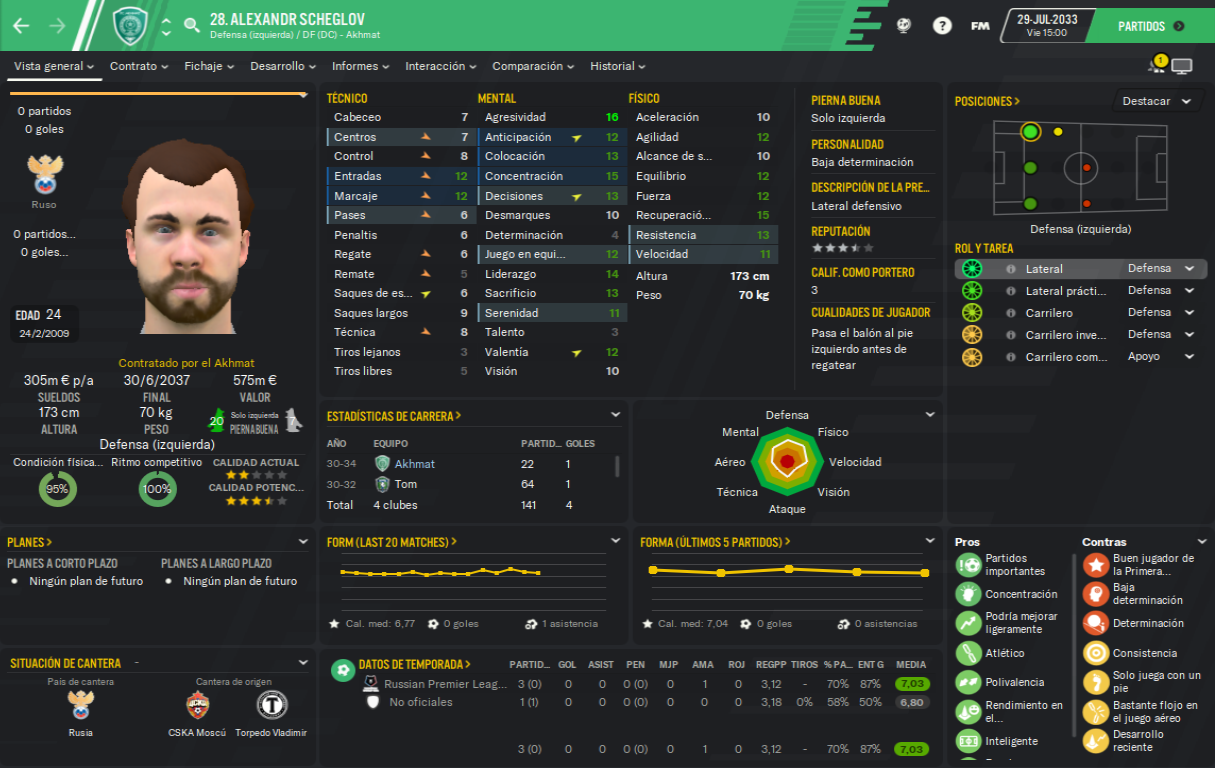 28. ALEXANDR SCHEGLOV
Defensa (izquierda) / DF (DC) - Akhmat
?
FM
29-JUL-2033
Vie 15:00
PARTIDOS
Vista general
Contrato
Fichaje
Desarrollo
Informes
Interacción
Comparación
Historial
1
0 partidos
0 goles
Ruso
0 partidos...
0 goles...
EDAD 24
24/2/2009
Contratado por el Akhmat
305m € p/a
30/6/2037
575m €
SUELDOS
FINAL
VALOR
173 cm
70 kg
20
Solo izquierda
7
ALTURA
PESO
PIERNA BUENA
Defensa (izquierda)
Condición física...
Ritmo competitivo
CALIDAD ACTUAL
95%
100%
CALIDAD POTENC...
TÉCNICO
Cabeceo 7
Centros 7
Control 8
Entradas 12
Marcaje 12
Pases 6
Penaltis 6
Regate 6
Remate 5
Saques de es... 6
Saques largos 9
Técnica 8
Tiros lejanos 3
Tiros libres 5
MENTAL
Agresividad 16
Anticipación 12
Colocación 13
Concentración 15
Decisiones 13
Desmarques 10
Determinación 4
Juego en equi... 12
Liderazgo 14
Sacrificio 13
Serenidad 11
Talento 3
Valentía 12
Visión 10
FÍSICO
Aceleración 10
Agilidad 12
Alcance de s... 10
Equilibrio 12
Fuerza 12
Recuperació... 15
Resistencia 13
Velocidad 11
Altura 173 cm
Peso 70 kg
PIERNA BUENA
Solo izquierda
PERSONALIDAD
Baja determinación
DESCRIPCIÓN DE LA PRE...
Lateral defensivo
REPUTACIÓN
CALIF. COMO PORTERO
3
CUALIDADES DE JUGADOR
Pasa el balón al pie
izquierdo antes de
regatear
POSICIONES >
Destacar
Defensa (izquierda)
ROL Y TAREA
Lateral Defensa
Lateral prácti... Defensa
Carrilero Defensa
Carrilero inve... Defensa
Carrilero com... Apoyo
ESTADÍSTICAS DE CARRERA >
AÑO EQUIPO PARTID... GOLES
30-34 Akhmat 22 1
30-32 Tom 64 1
Total 4 clubes 141 4
Defensa
Mental
Físico
Aéreo
Velocidad
Técnica
Visión
Ataque
PLANES >
PLANES A CORTO PLAZO
PLANES A LARGO PLAZO
Ningún plan de futuro
Ningún plan de futuro
FORM (LAST 20 MATCHES) >
Cal. med: 6,77
0 goles
1 asistencia
FORMA (ÚLTIMOS 5 PARTIDOS) >
Cal. med: 7,04
0 goles
0 asistencias
Pros
Partidos
importantes
Concentración
Podría mejorar
ligeramente
Atlético
Polivalencia
Rendimiento en
el...
Inteligente
Contras
Buen jugador de
la Primera...
Baja
determinación
Determinación
Consistencia
Solo juega con un
pie
Bastante flojo en
el juego aéreo
Desarrollo
reciente
SITUACIÓN DE CANTERA -
País de cantera
Cantera de origen
Rusia
CSKA Moscú
Torpedo Vladimir
DATOS DE TEMPORADA >
PARTID... GOL ASIST PEN MJP AMA ROJ REGPP TIROS % PA... ENT G MEDIA
Russian Premier Leag... 3 (0) 0 0 0 (0) 0 1 0 3,12 - 70% 87% 7,03
No oficiales 1 (1) 0 0 0 (0) 0 0 0 3,18 0% 58% 50% 6,80
3 (0) 0 0 0 (0) 0 1 0 3,12 - 70% 87% 7,03